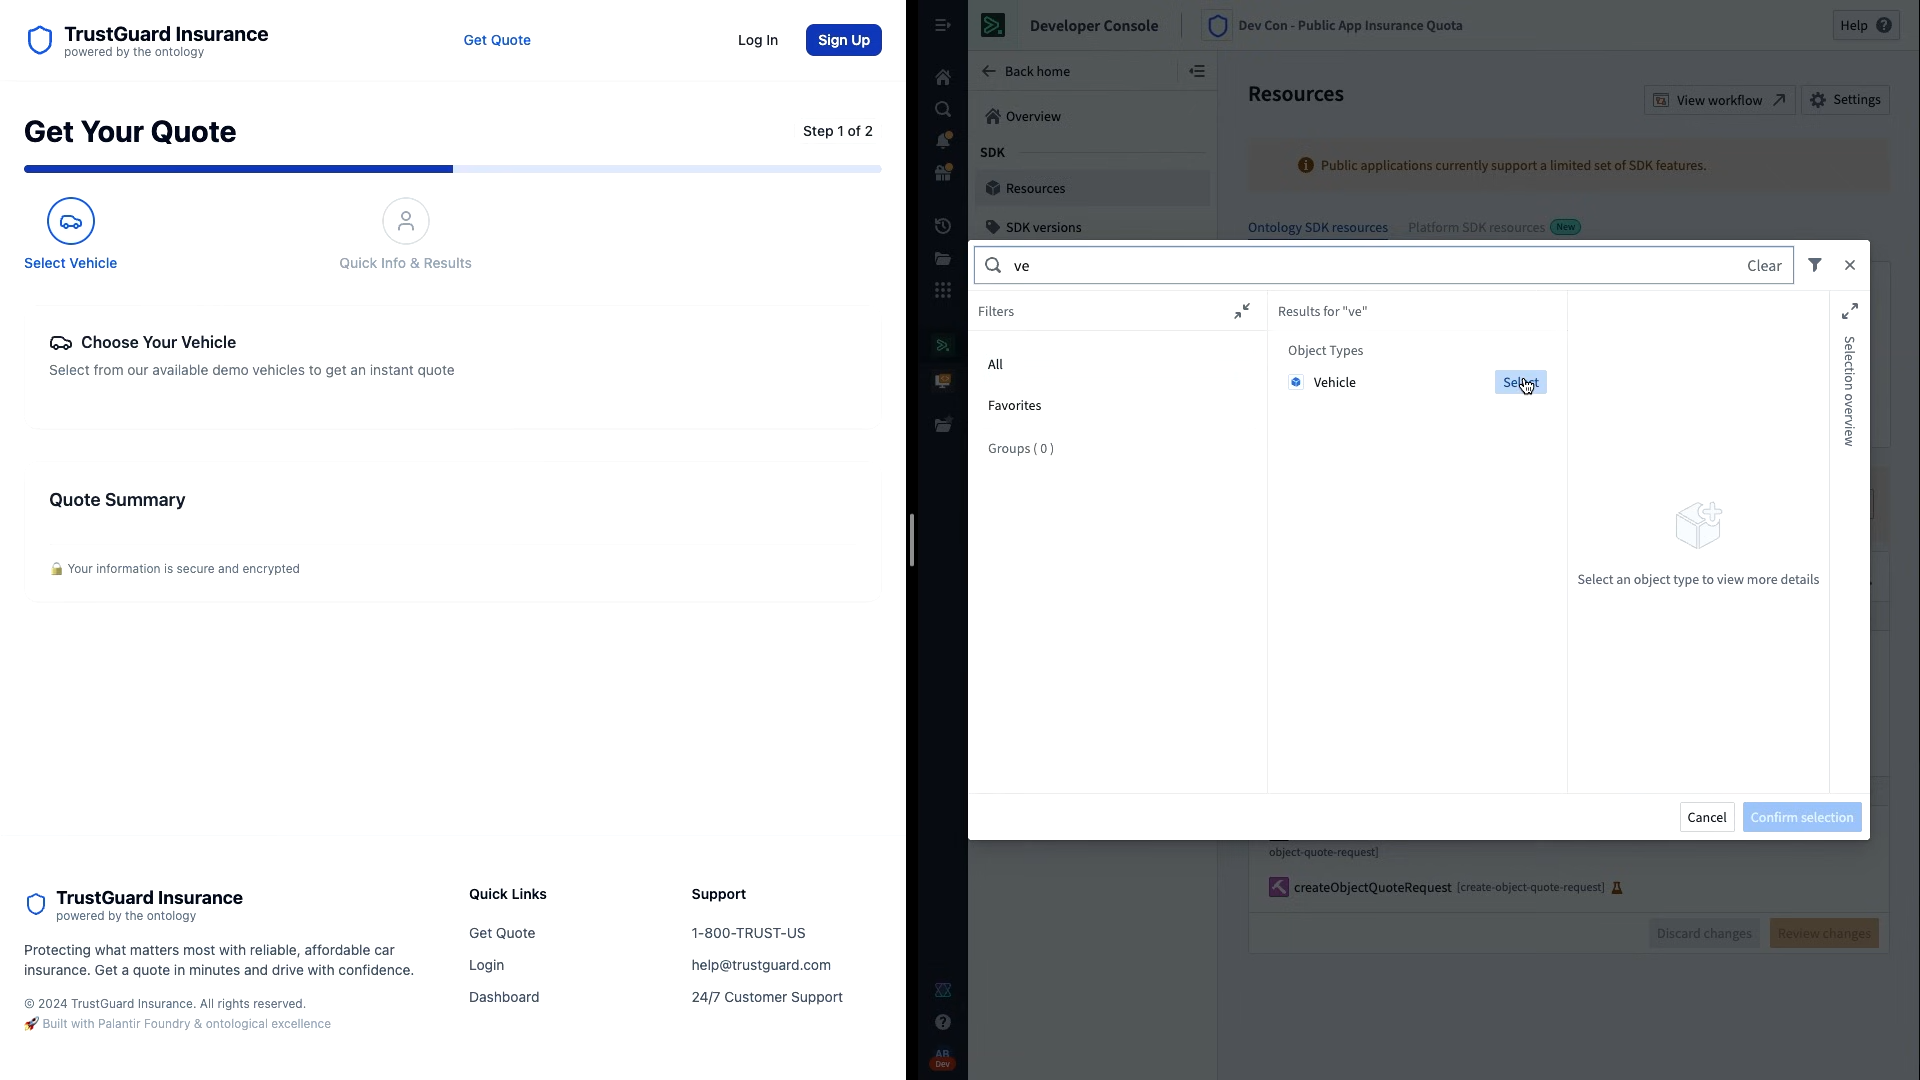 TrustGuard Insurance
powered by the ontology
Get Quote
Log In
Sign Up
Get Your Quote
Step 1 of 2
Select Vehicle
Quick Info & Results
Choose Your Vehicle
Select from our available demo vehicles to get an instant quote
Quote Summary
🔒 Your information is secure and encrypted
TrustGuard Insurance
powered by the ontology
Protecting what matters most with reliable, affordable car
insurance. Get a quote in minutes and drive with confidence.
© 2024 TrustGuard Insurance. All rights reserved.
🚀 Built with Palantir Foundry & ontological excellence
Quick Links
Get Quote
Login
Dashboard
Support
1-800-TRUST-US
help@trustguard.com
24/7 Customer Support
Developer Console
Dev Con - Public App Insurance Quota
Help
Back home
Overview
SDK
Resources
SDK versions
Resources
View workflow
Settings
Public applications currently support a limited set of SDK features.
Ontology SDK resources
Platform SDK resources
New
ve
Clear
Filters
All
Favorites
Groups ( 0 )
Results for "ve"
Object Types
Vehicle
Select
Select an object type to view more details
Selection overview
Cancel
Confirm selection
object-quote-request]
createObjectQuoteRequest [create-object-quote-request]
Discard changes
Review changes
AB
Dev